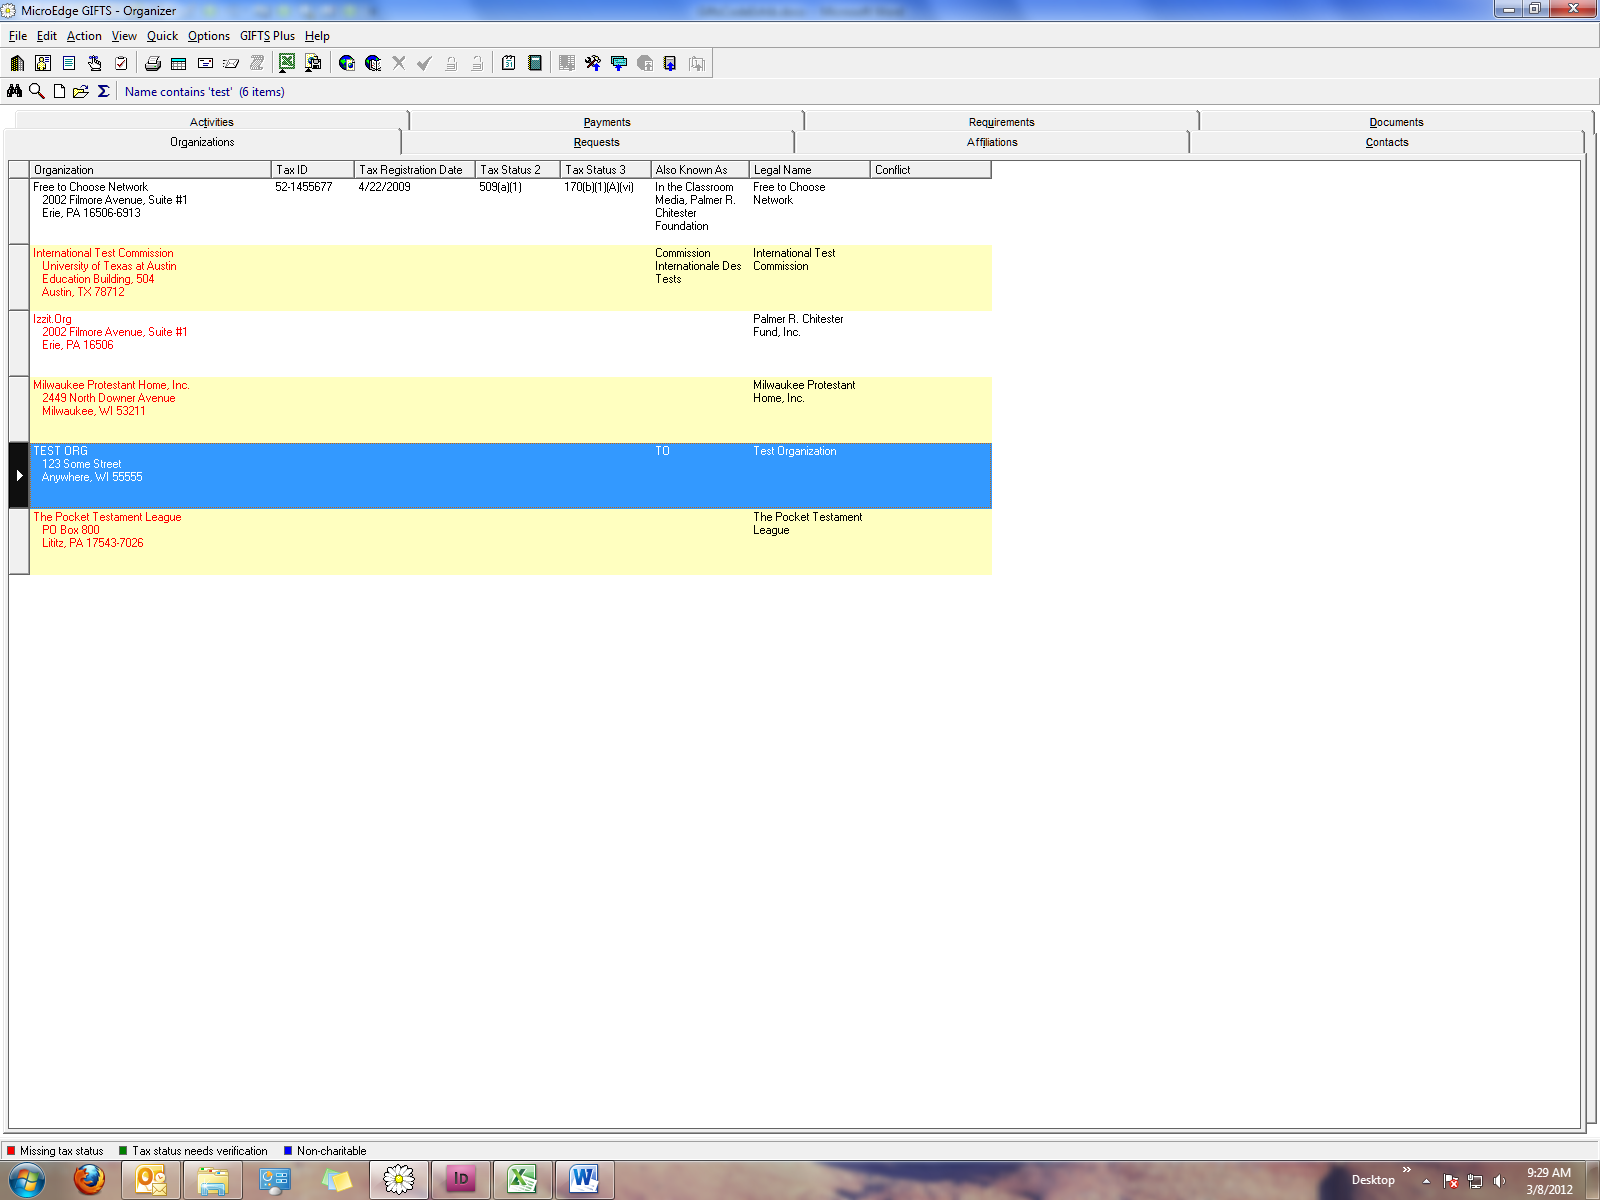 MicroEdge GIFTS - Organizer
File Edit Action View Quick Options GIFTS Plus Help
Name contains 'test' (6 items)
Activities Payments Requirements Documents
Organizations Requests Affiliations Contacts
Organization Tax ID Tax Registration Date Tax Status 2 Tax Status 3 Also Known As Legal Name Conflict
Free to Choose Network 52-1455677 4/22/2009 509(a)(1) 170(b)(1)(A)(vi) In the Classroom Free to Choose
2002 Filmore Avenue, Suite #1 Media, Palmer R. Network
Erie, PA 16506-6913 Chitester
Foundation
International Test Commission Commission International Test
University of Texas at Austin Internationale Des Commission
Education Building, 504 Tests
Austin, TX 78712
Izzit.Org Palmer R. Chitester
2002 Filmore Avenue, Suite #1 Fund, Inc.
Erie, PA 16506
Milwaukee Protestant Home, Inc. Milwaukee Protestant
2449 North Downer Avenue Home, Inc.
Milwaukee, WI 53211
TEST ORG TO Test Organization
123 Some Street
Anywhere, WI 55555
The Pocket Testament League The Pocket Testament
PO Box 800 League
Lititz, PA 17543-7026
Missing tax status Tax status needs verification Non-charitable
Desktop 9:29 AM
3/8/2012